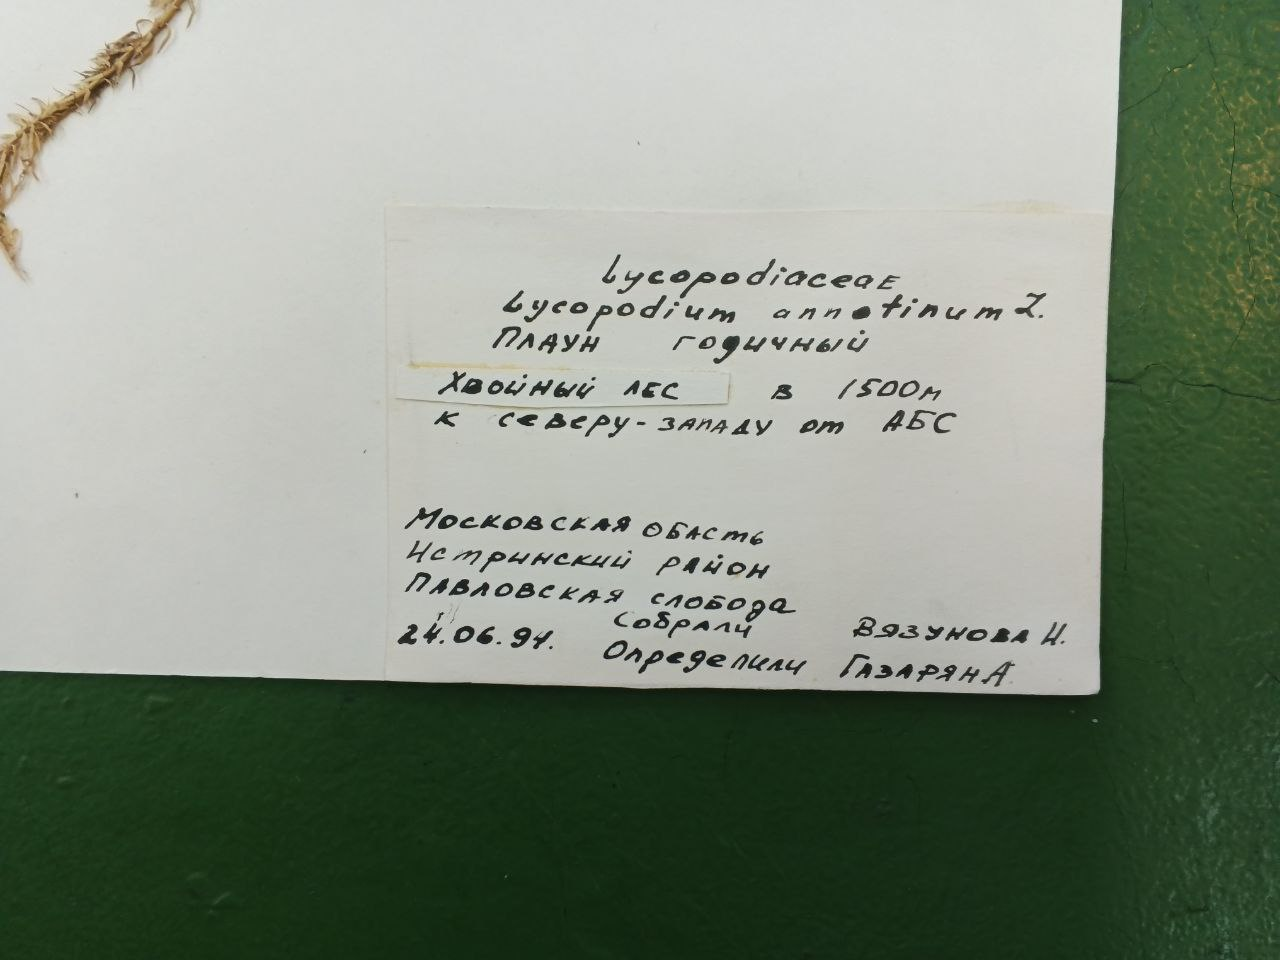 Lycopodiaceae
Lycopodium annotinum L.
Плаун годичный
Хвойный лес в 1500м
к северу-западу от АБС
Московская обасть
Истринский район
Павловская слобода
24.06.94. Собрали Вязунова И.
Определили Газарян А.